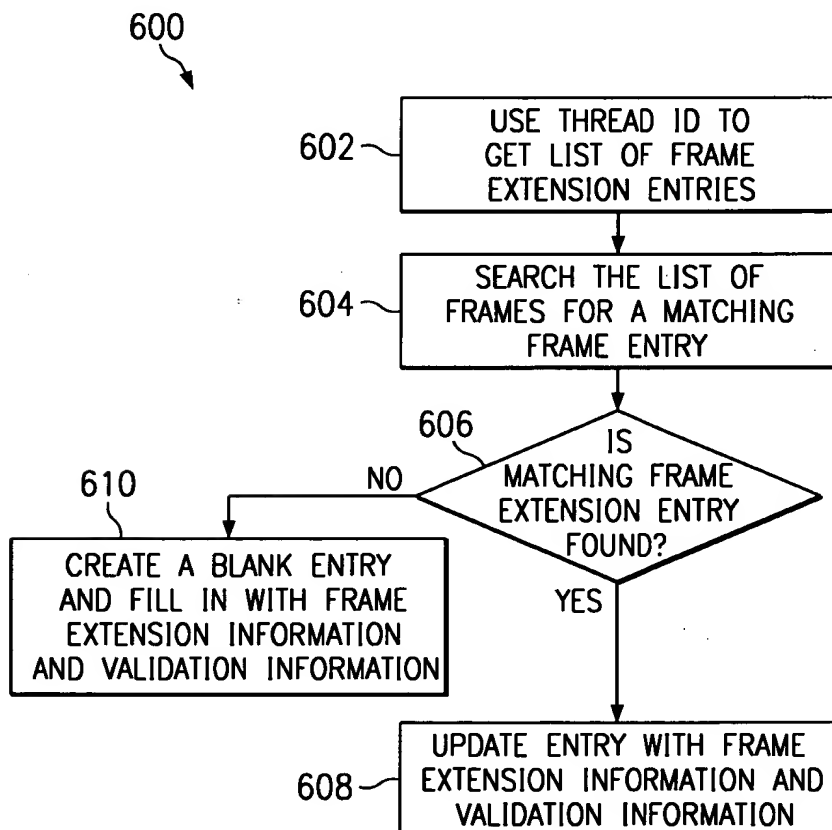 600
602
USE THREAD ID TO
GET LIST OF FRAME
EXTENSION ENTRIES
604
SEARCH THE LIST OF
FRAMES FOR A MATCHING
FRAME ENTRY
606
IS
MATCHING FRAME
EXTENSION ENTRY
FOUND?
NO
YES
610
CREATE A BLANK ENTRY
AND FILL IN WITH FRAME
EXTENSION INFORMATION
AND VALIDATION INFORMATION
608
UPDATE ENTRY WITH FRAME
EXTENSION INFORMATION AND
VALIDATION INFORMATION